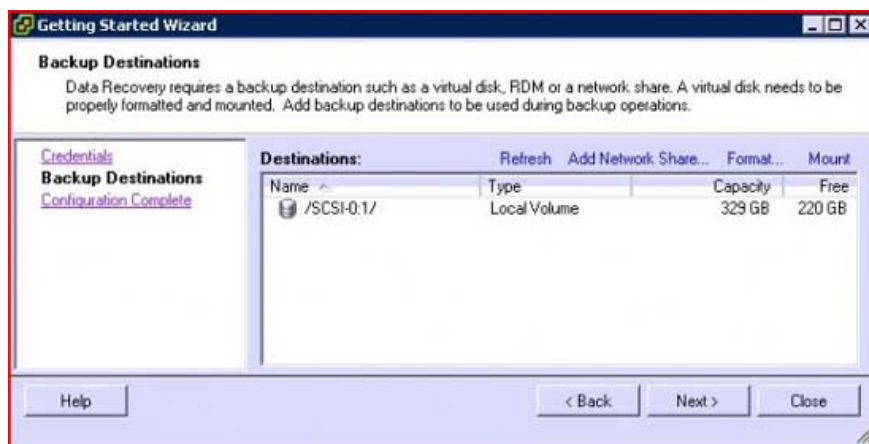 Getting Started Wizard
Backup Destinations
Data Recovery requires a backup destination such as a virtual disk, RDM or a network share. A virtual disk needs to be
properly formatted and mounted. Add backup destinations to be used during backup operations.
Credentials
Backup Destinations
Configuration Complete
Destinations: Refresh Add Network Share... Format... Mount
Name Type Capacity Free
/SCSI-0:1/ Local Volume 329 GB 220 GB
Help < Back Next > Close